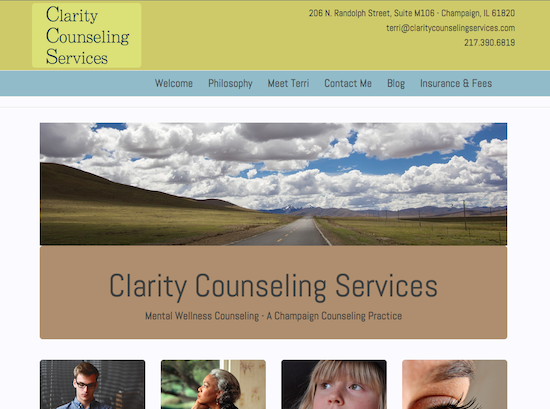 Clarity
Counseling
Services
206 N. Randolph Street, Suite M106 - Champaign, IL 61820
terri@claritycounselingservices.com
217.390.6819
Welcome Philosophy Meet Terri Contact Me Blog Insurance & Fees
Clarity Counseling Services
Mental Wellness Counseling - A Champaign Counseling Practice